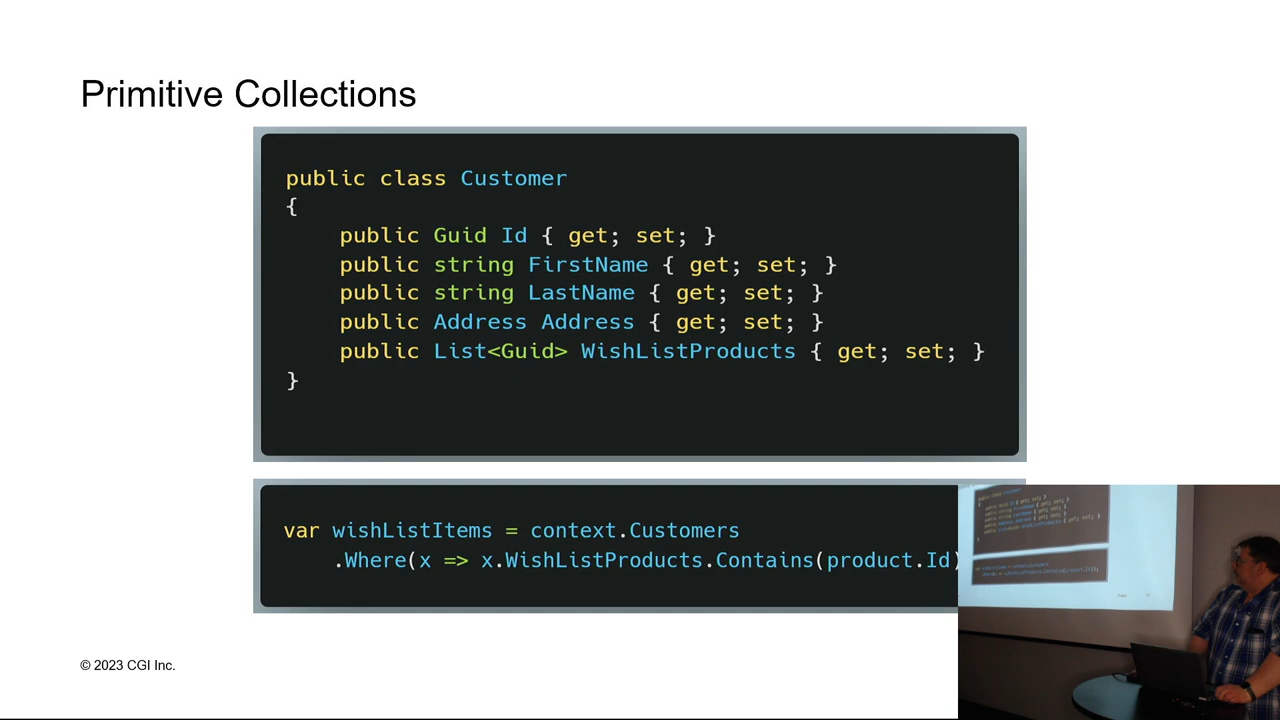 Primitive Collections
public class Customer
{
public Guid Id { get; set; }
public string FirstName { get; set; }
public string LastName { get; set; }
public Address Address { get; set; }
public List<Guid> WishListProducts { get; set; }
}
var wishListItems = context.Customers
.Where(x => x.WishListProducts.Contains(product.Id)
© 2023 CGI Inc.